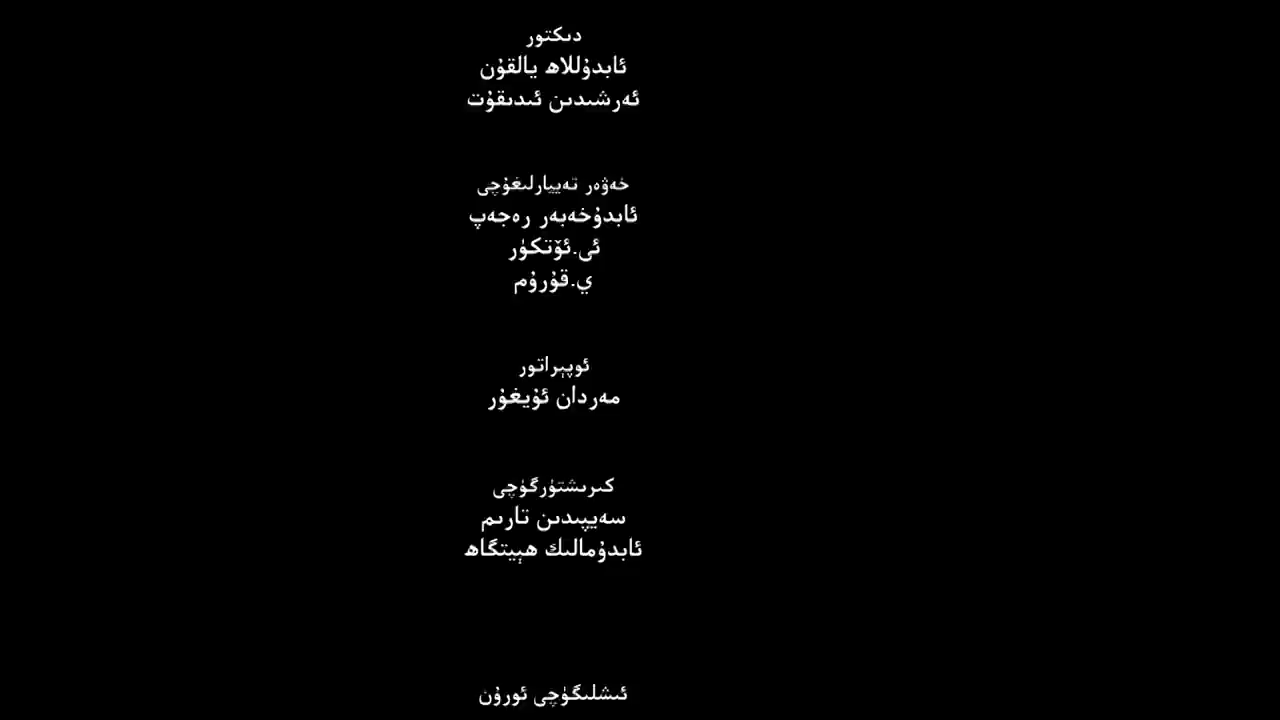 دىكتور
ئابدۇللاھ يالقۇن
ئەرشىدىن ئىدىقۇت
خەۋەر تەييارلىغۇچى
ئابدۇخەبەر رەجەپ
ئى.ئۆتكۈر
ي.قۇرۇم
ئوپېراتور
مەردان ئۇيغۇر
كىرىشتۈرگۈچى
سەيپىدىن تارىم
ئابدۇمالىك ھېيتگاھ
ئىشلىگۈچى ئورۇن